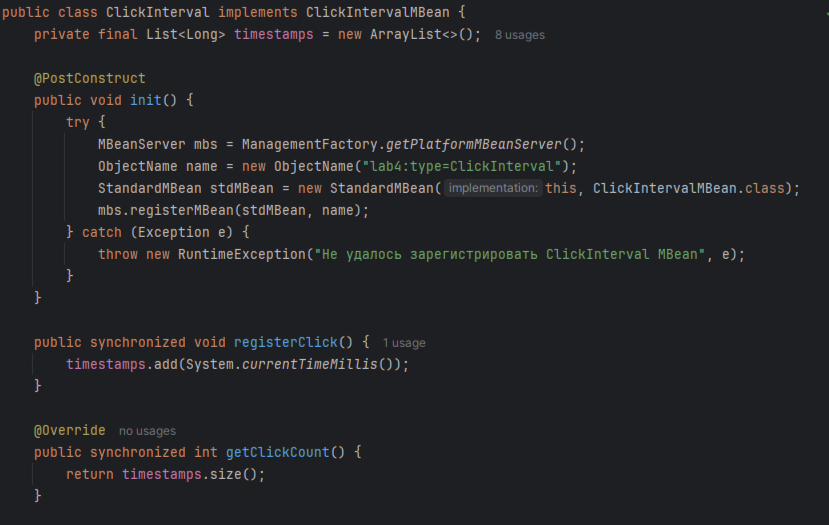 public class ClickInterval implements ClickIntervalMBean {
    private final List<Long> timestamps = new ArrayList<>();  8 usages

    @PostConstruct
    public void init() {
        try {
            MBeanServer mbs = ManagementFactory.getPlatformMBeanServer();
            ObjectName name = new ObjectName("lab4:type=ClickInterval");
            StandardMBean stdMBean = new StandardMBean( implementation: this, ClickIntervalMBean.class);
            mbs.registerMBean(stdMBean, name);
        } catch (Exception e) {
            throw new RuntimeException("Не удалось зарегистрировать ClickInterval MBean", e);
        }
    }

    public synchronized void registerClick() {  1 usage
        timestamps.add(System.currentTimeMillis());
    }

    @Override  no usages
    public synchronized int getClickCount() {
        return timestamps.size();
    }